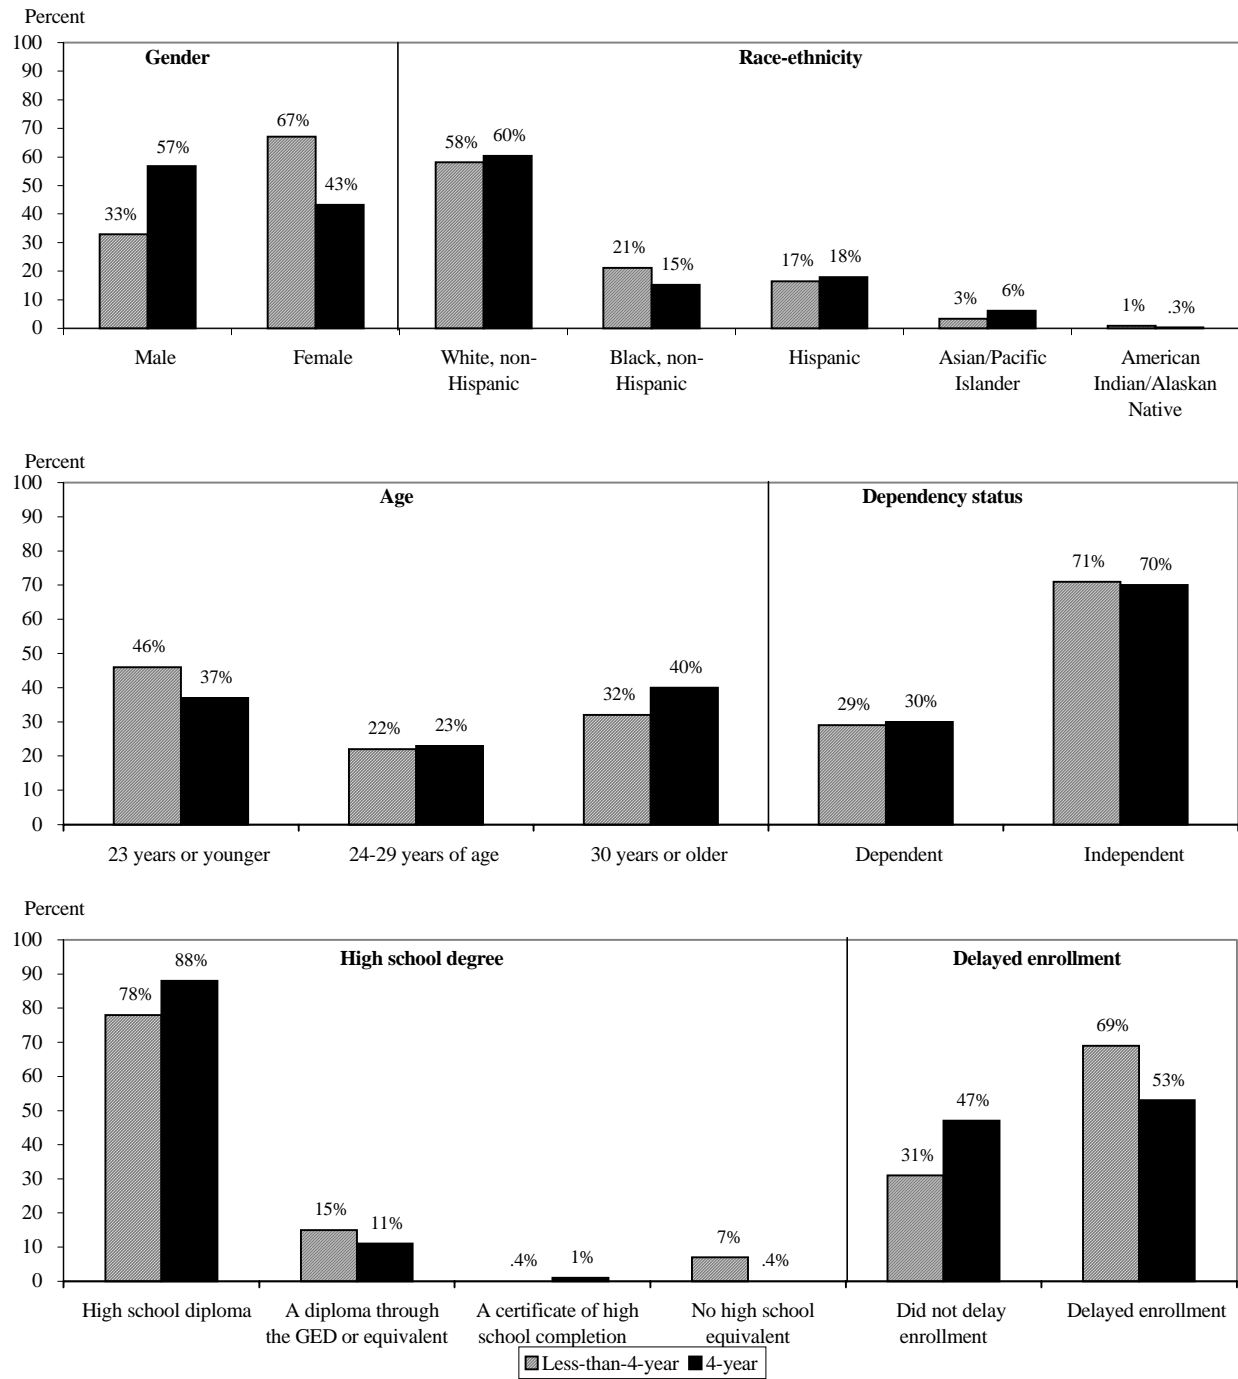 Percent
100
90
80
70
60
50
40
30
20
10
0
Gender
Race-ethnicity
33%
57%
67%
43%
58%
60%
21%
15%
17%
18%
3%
6%
1%
.3%
Male
Female
White, non-
Hispanic
Black, non-
Hispanic
Hispanic
Asian/Pacific
Islander
American
Indian/Alaskan
Native
Percent
100
90
80
70
60
50
40
30
20
10
0
Age
Dependency status
46%
37%
22%
23%
32%
40%
29%
30%
71%
70%
23 years or younger
24-29 years of age
30 years or older
Dependent
Independent
Percent
100
90
80
70
60
50
40
30
20
10
0
High school degree
Delayed enrollment
78%
88%
15%
11%
.4%
1%
7%
.4%
31%
47%
69%
53%
High school diploma
A diploma through
the GED or equivalent
A certificate of high
school completion
No high school
equivalent
Did not delay
enrollment
Delayed enrollment
Less-than-4-year
4-year